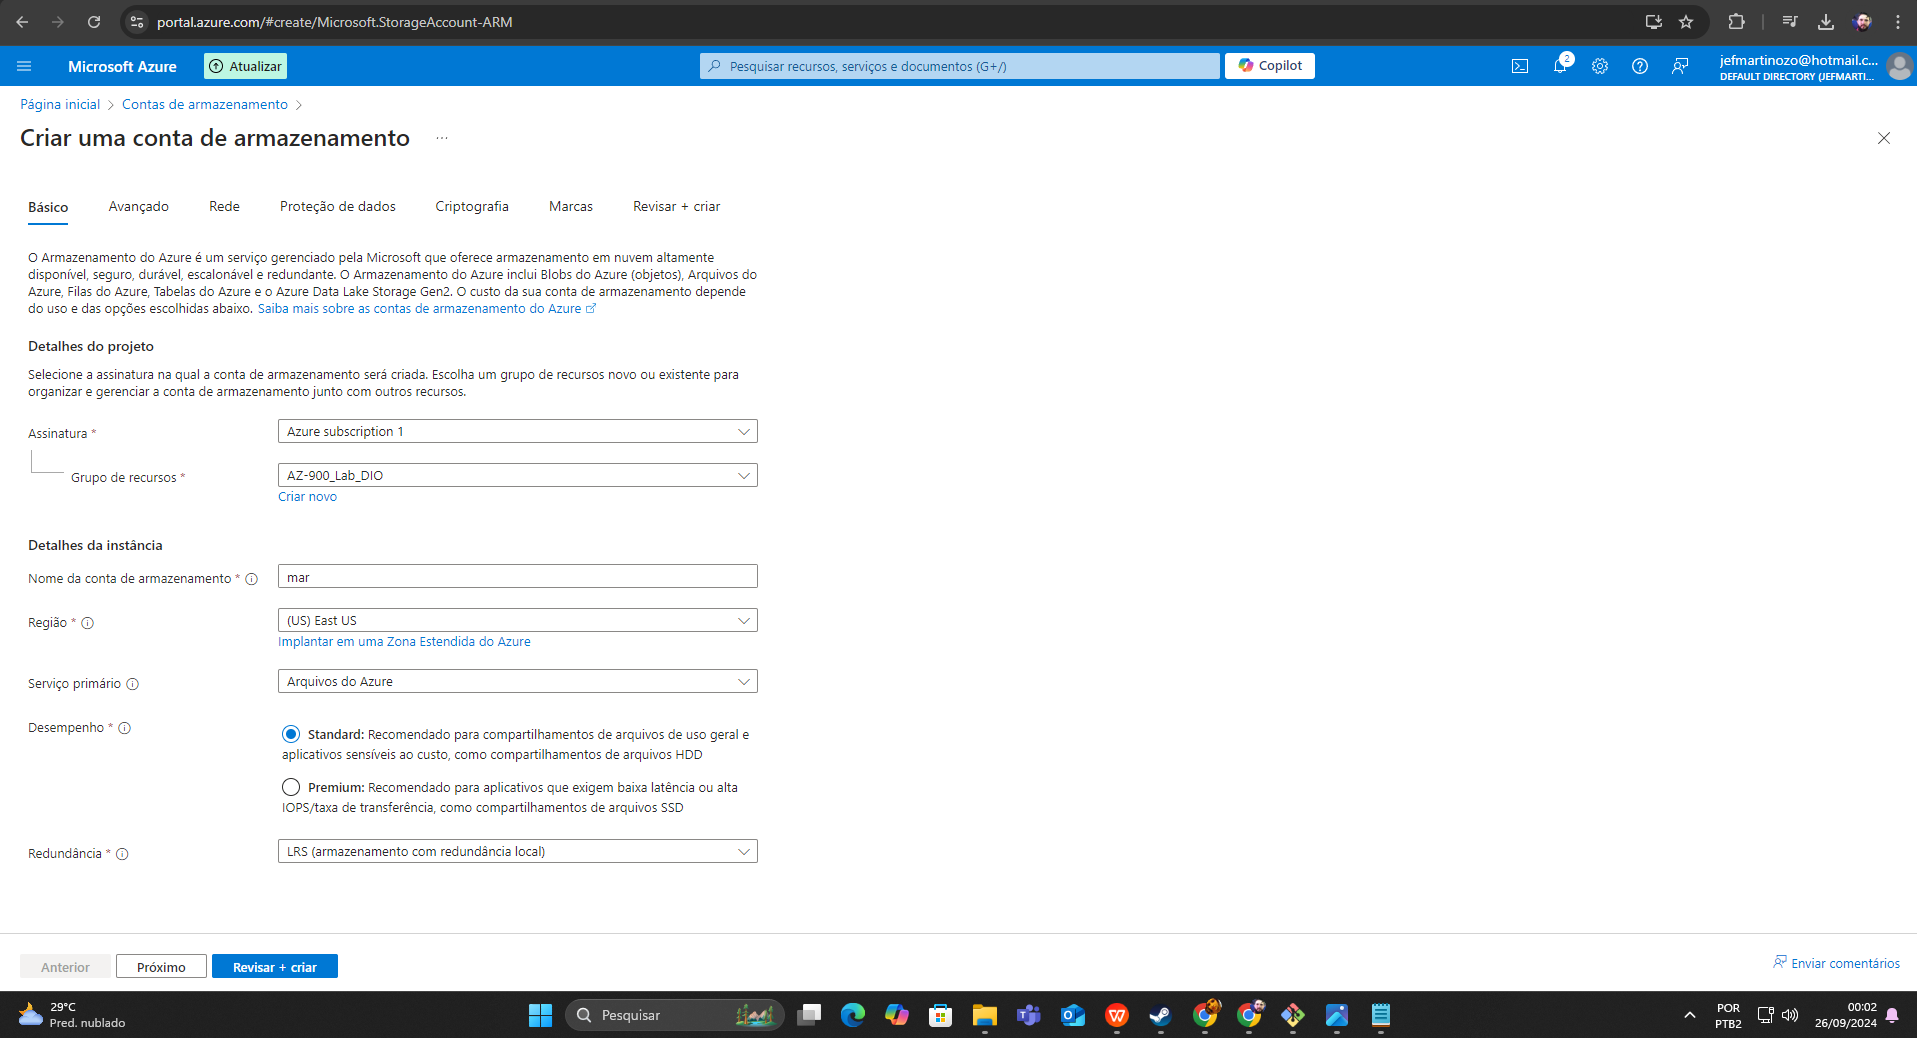 portal.azure.com/#create/Microsoft.StorageAccount-ARM
Microsoft Azure
Atualizar
Pesquisar recursos, serviços e documentos (G+/)
Copilot
2
jefmartinozo@hotmail.c...
DEFAULT DIRECTORY (JEFMARTI...
Página inicial > Contas de armazenamento >
Criar uma conta de armazenamento ...
Básico Avançado Rede Proteção de dados Criptografia Marcas Revisar + criar
O Armazenamento do Azure é um serviço gerenciado pela Microsoft que oferece armazenamento em nuvem altamente
disponível, seguro, durável, escalonável e redundante. O Armazenamento do Azure inclui Blobs do Azure (objetos), Arquivos do
Azure, Filas do Azure, Tabelas do Azure e o Azure Data Lake Storage Gen2. O custo da sua conta de armazenamento depende
do uso e das opções escolhidas abaixo. Saiba mais sobre as contas de armazenamento do Azure
Detalhes do projeto
Selecione a assinatura na qual a conta de armazenamento será criada. Escolha um grupo de recursos novo ou existente para
organizar e gerenciar a conta de armazenamento junto com outros recursos.
Assinatura * Azure subscription 1
Grupo de recursos * AZ-900_Lab_DIO
Criar novo
Detalhes da instância
Nome da conta de armazenamento * mar
Região * (US) East US
Implantar em uma Zona Estendida do Azure
Serviço primário Arquivos do Azure
Desempenho * Standard: Recomendado para compartilhamentos de arquivos de uso geral e
aplicativos sensíveis ao custo, como compartilhamentos de arquivos HDD
Premium: Recomendado para aplicativos que exigem baixa latência ou alta
IOPS/taxa de transferência, como compartilhamentos de arquivos SSD
Redundância * LRS (armazenamento com redundância local)
Anterior Próximo Revisar + criar
Enviar comentários
29°C
Pred. nublado
Pesquisar
POR
PTB2
00:02
26/09/2024